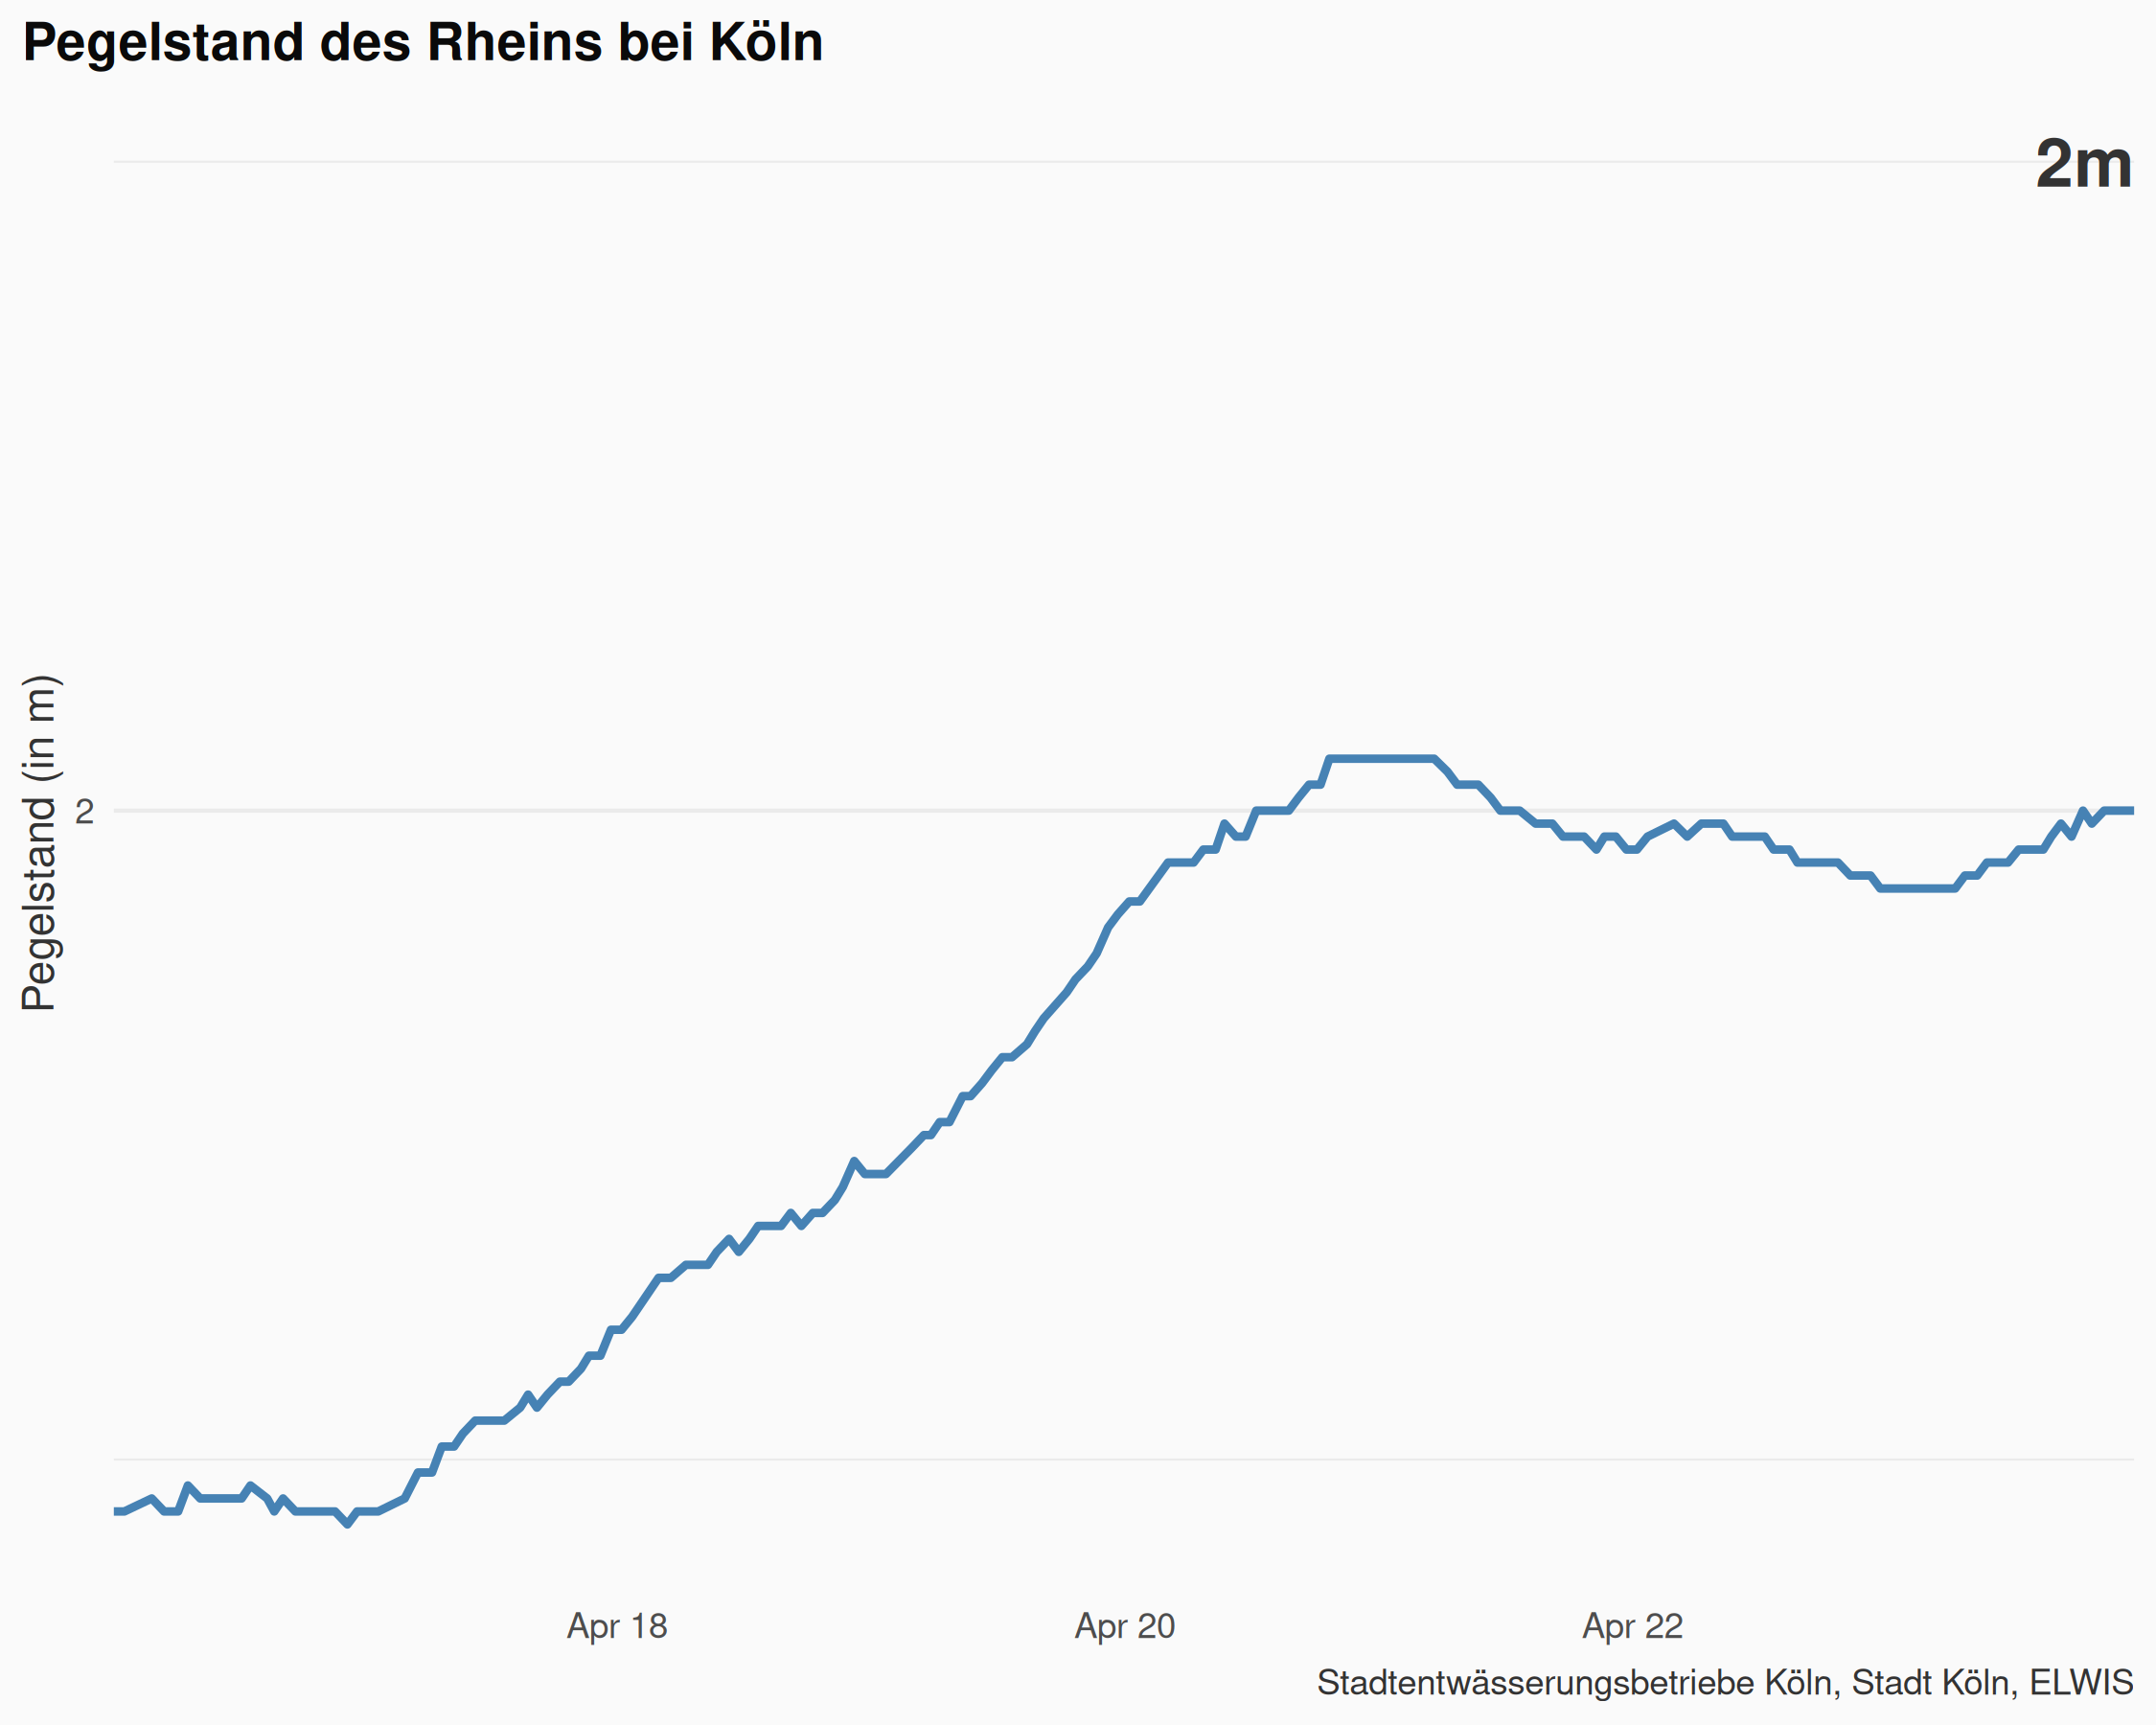 Pegelstand des Rheins bei Köln
2m
Pegelstand (in m)
2
Apr 18
Apr 20
Apr 22
Stadtentwässerungsbetriebe Köln, Stadt Köln, ELWIS